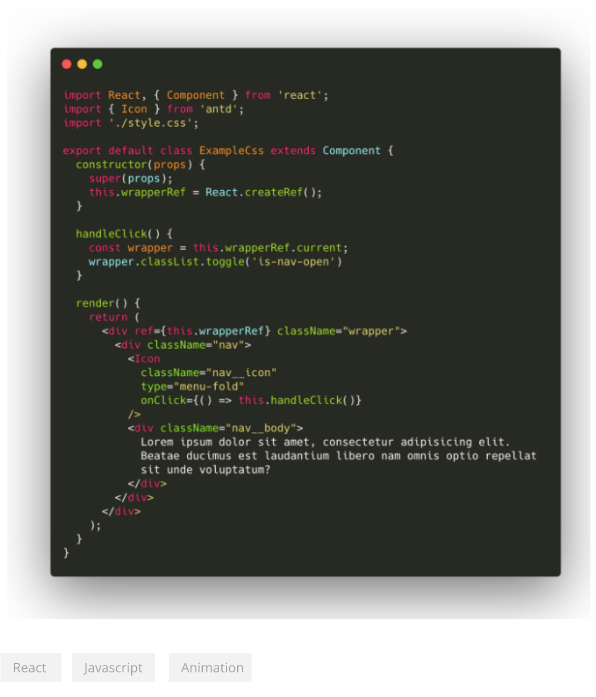 import React, { Component } from 'react';
import { Icon } from 'antd';
import './style.css';

export default class ExampleCss extends Component {
  constructor(props) {
    super(props);
    this.wrapperRef = React.createRef();
  }

  handleClick() {
    const wrapper = this.wrapperRef.current;
    wrapper.classList.toggle('is-nav-open')
  }

  render() {
    return (
      <div ref={this.wrapperRef} className="wrapper">
        <div className="nav">
          <Icon
            className="nav__icon"
            type="menu-fold"
            onClick={() => this.handleClick()}
          />
          <div className="nav__body">
            Lorem ipsum dolor sit amet, consectetur adipisicing elit.
            Beatae ducimus est laudantium libero nam omnis optio repellat
            sit unde voluptatum?
          </div>
        </div>
      </div>
    );
  }
}
React
Javascript
Animation